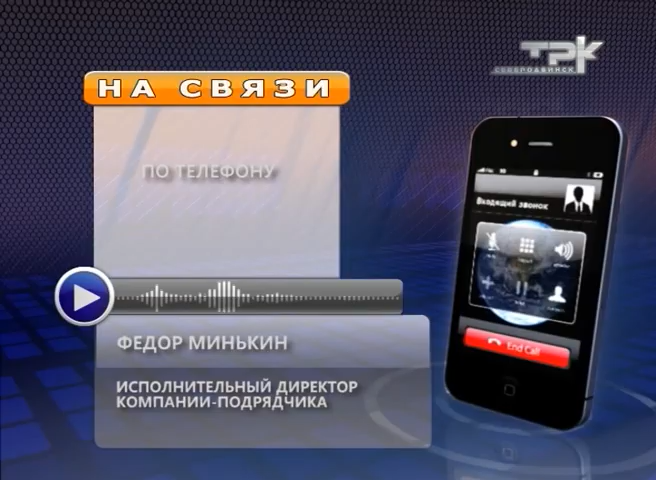 ТРК
СЕВЕРОДВИНСК
НА СВЯЗИ
ПО ТЕЛЕФОНУ
Входящий звонок
End Call
ФЕДОР МИНЬКИН
ИСПОЛНИТЕЛЬНЫЙ ДИРЕКТОР
КОМПАНИИ-ПОДРЯДЧИКА